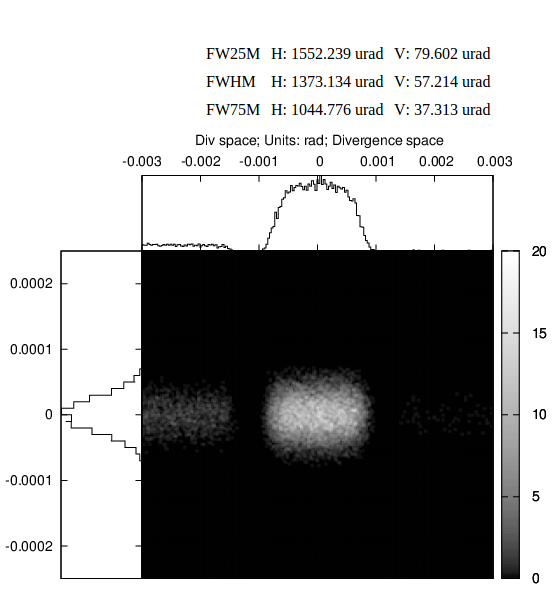 FW25M H: 1552.239 urad V: 79.602 urad
FWHM H: 1373.134 urad V: 57.214 urad
FW75M H: 1044.776 urad V: 37.313 urad
Div space; Units: rad; Divergence space
-0.003 -0.002 -0.001 0 0.001 0.002 0.003
0.0002
0.0001
0
-0.0001
-0.0002
20
15
10
5
0